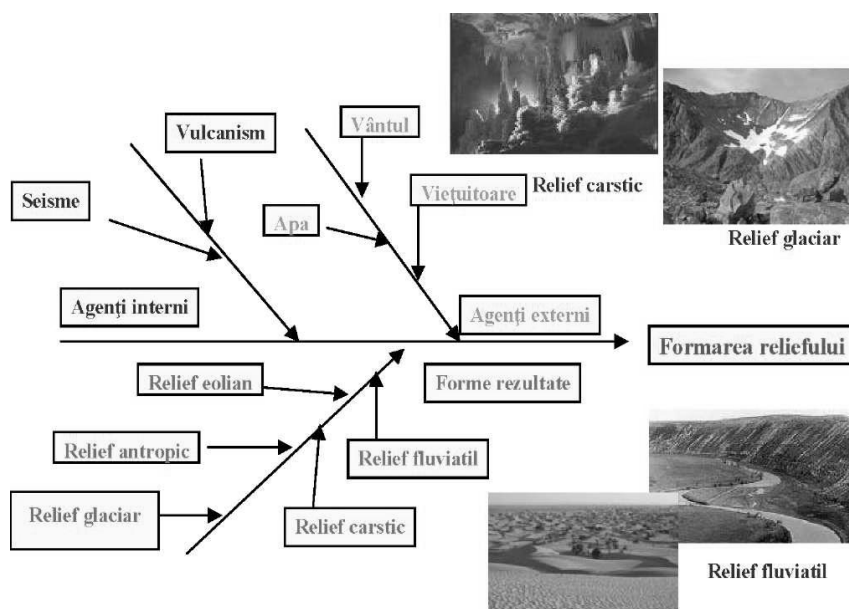 Vulcanism
Vântul
Seisme
Viețuitoare
Relief carstic
Apa
Relief glaciar
Agenţi interni
Agenți externi
Formarea reliefului
Relief eolian
Forme rezultate
Relief antropic
Relief fluviatil
Relief glaciar
Relief carstic
Relief fluviatil